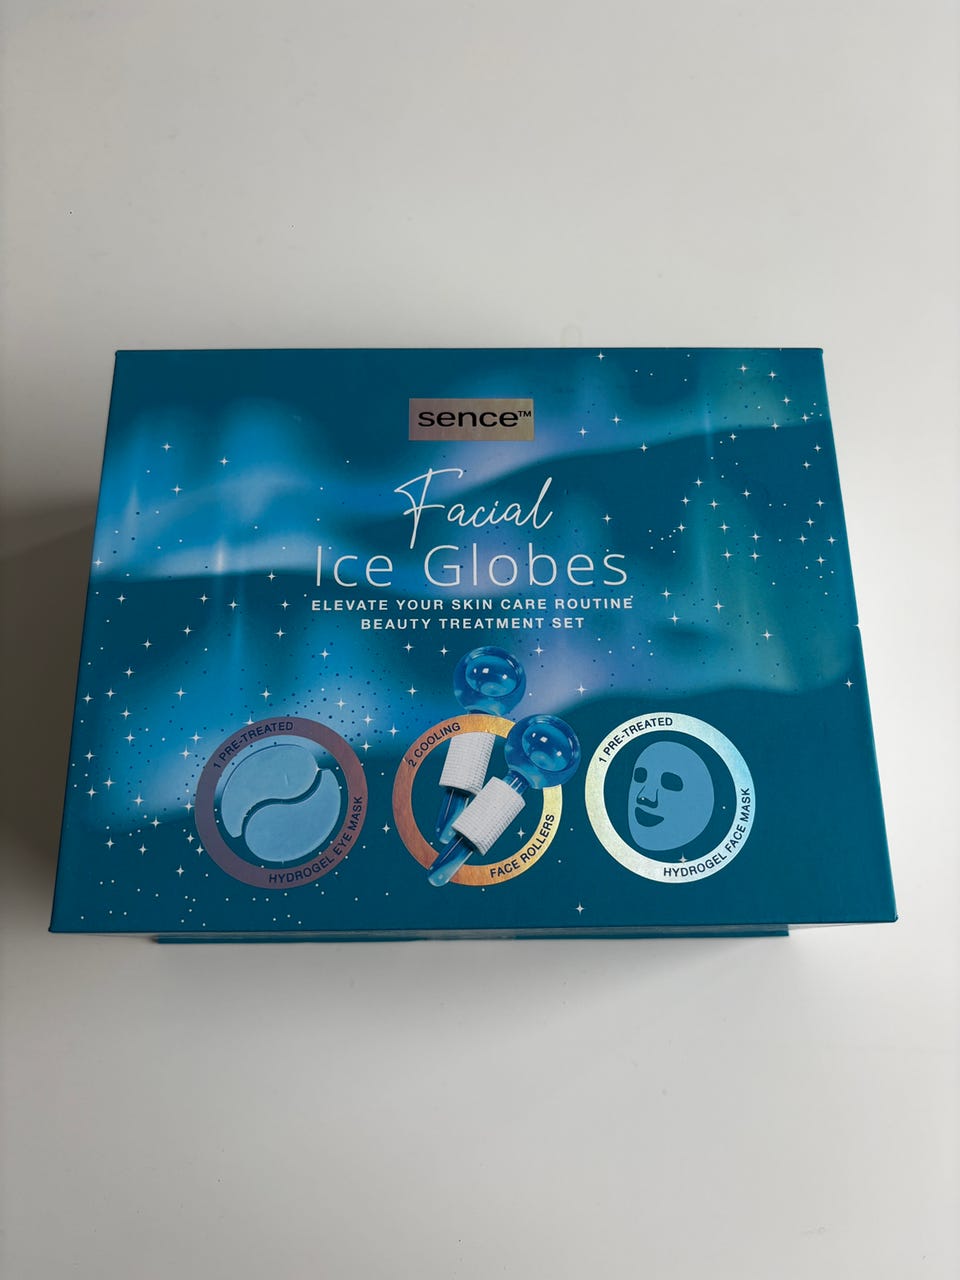 sence™
Facial
Ice Globes
ELEVATE YOUR SKIN CARE ROUTINE
BEAUTY TREATMENT SET
1 PRE-TREATED
HYDROGEL EYE MASK
2 COOLING
FACE ROLLERS
1 PRE-TREATED
HYDROGEL FACE MASK